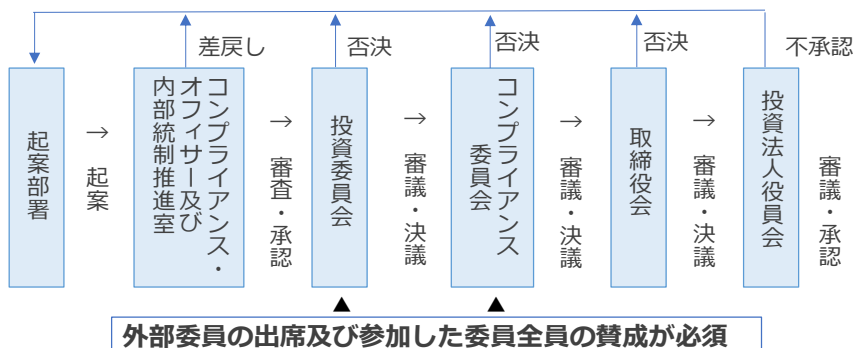 差戻し
否決
否決
否決
不承認
起案部署
→ 起案
コンプライアンス・
オフィサー及び
内部統制推進室
→ 審査・承認
投資委員会
→ 審議・決議
コンプライアンス
委員会
→ 審議・決議
取締役会
→ 審議・決議
投資法人役員会
審議・承認
▲
▲
外部委員の出席及び参加した委員全員の賛成が必須